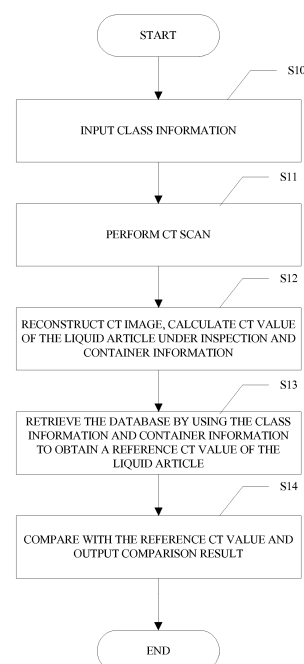 START
S10
INPUT CLASS INFORMATION
S11
PERFORM CT SCAN
S12
RECONSTRUCT CT IMAGE, CALCULATE CT VALUE
OF THE LIQUID ARTICLE UNDER INSPECTION AND
CONTAINER INFORMATION
S13
RETRIEVE THE DATABASE BY USING THE CLASS
INFORMATION AND CONTAINER INFORMATION
TO OBTAIN A REFERENCE CT VALUE OF THE
LIQUID ARTICLE
S14
COMPARE WITH THE REFERENCE CT VALUE AND
OUTPUT COMPARISON RESULT
END